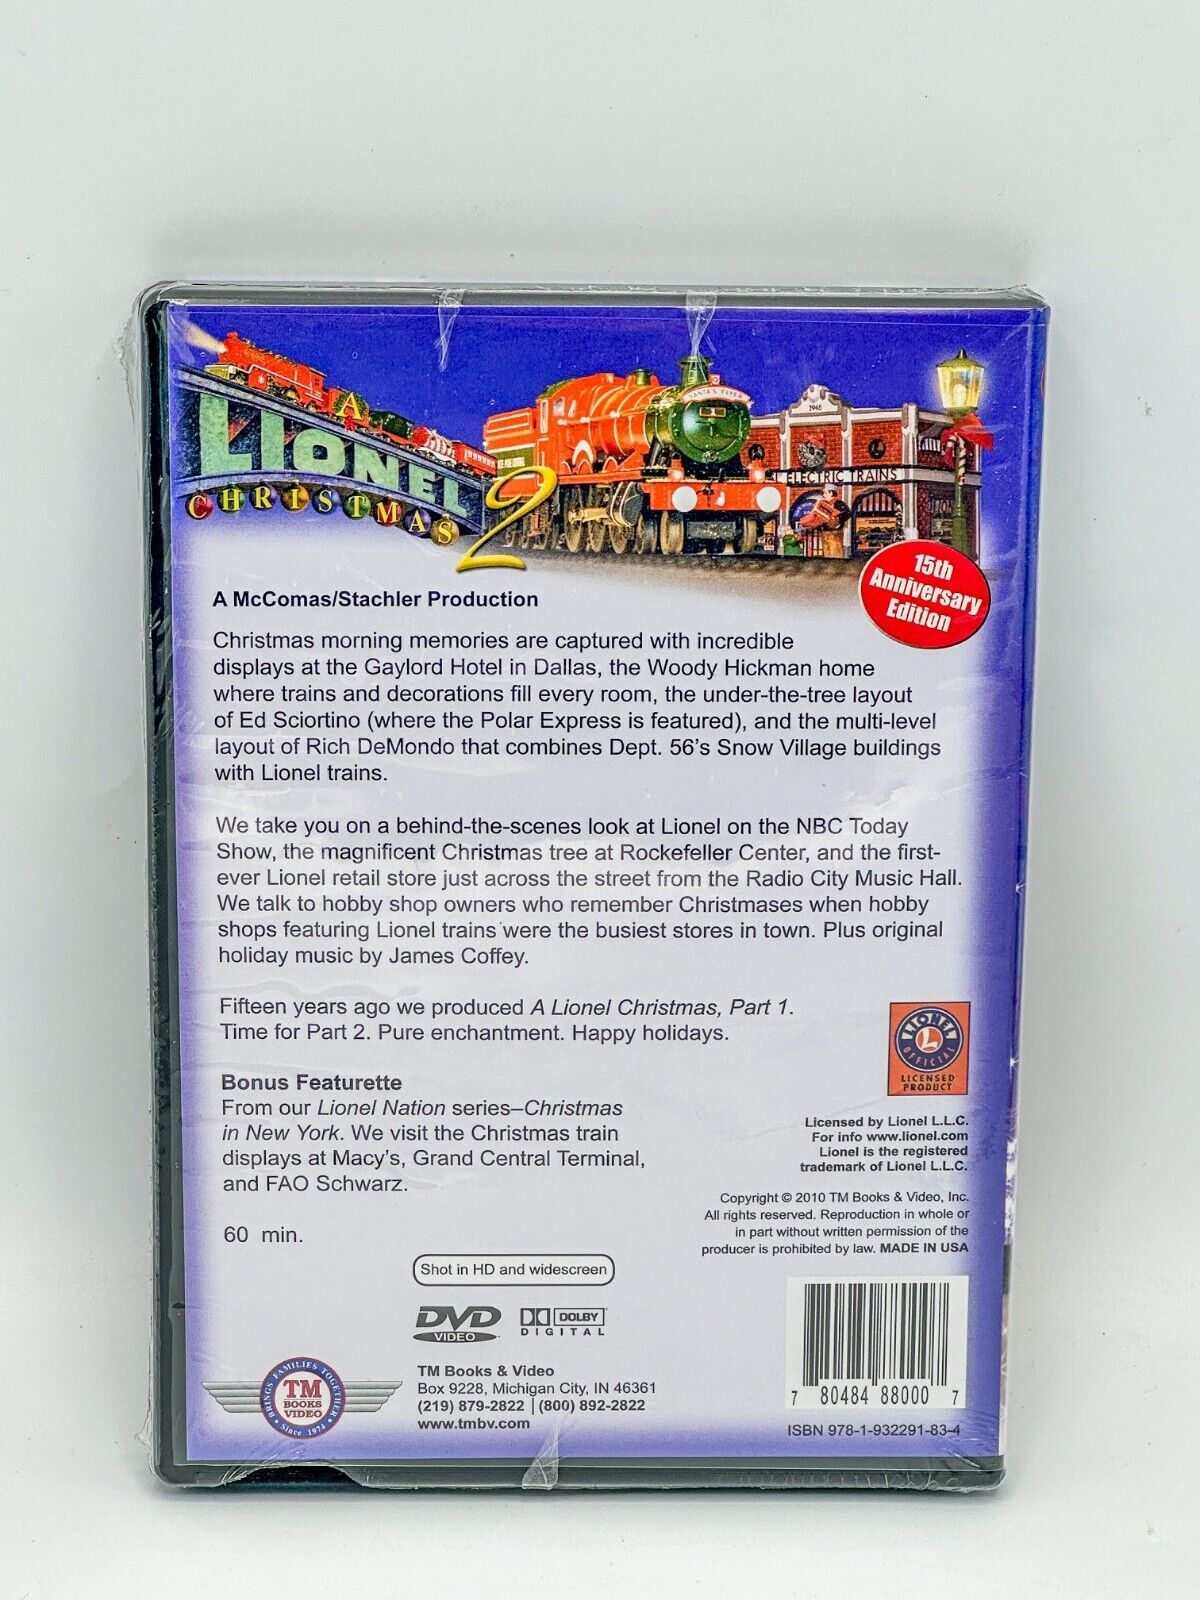 A
LIONEL
CHRISTMAS
2
SANTA'S FLYER
1946
ELECTRIC TRAINS
15th
Anniversary
Edition
A McComas/Stachler Production
Christmas morning memories are captured with incredible
displays at the Gaylord Hotel in Dallas, the Woody Hickman home
where trains and decorations fill every room, the under-the-tree layout
of Ed Sciortino (where the Polar Express is featured), and the multi-level
layout of Rich DeMondo that combines Dept. 56's Snow Village buildings
with Lionel trains.
We take you on a behind-the-scenes look at Lionel on the NBC Today
Show, the magnificent Christmas tree at Rockefeller Center, and the first-
ever Lionel retail store just across the street from the Radio City Music Hall.
We talk to hobby shop owners who remember Christmases when hobby
shops featuring Lionel trains were the busiest stores in town. Plus original
holiday music by James Coffey.
Fifteen years ago we produced A Lionel Christmas, Part 1.
Time for Part 2. Pure enchantment. Happy holidays.
Bonus Featurette
From our Lionel Nation series–Christmas
in New York. We visit the Christmas train
displays at Macy's, Grand Central Terminal,
and FAO Schwarz.
60 min.
LIONEL
L
OFFICIAL
LICENSED
PRODUCT
Licensed by Lionel L.L.C.
For info www.lionel.com
Lionel is the registered
trademark of Lionel L.L.C.
Copyright © 2010 TM Books & Video, Inc.
All rights reserved. Reproduction in whole or
in part without written permission of the
producer is prohibited by law. MADE IN USA
Shot in HD and widescreen
DVD
VIDEO
DOLBY
DIGITAL
BRINGS FAMILIES TOGETHER
TM
BOOKS
VIDEO
Since 1974
TM Books & Video
Box 9228, Michigan City, IN 46361
(219) 879-2822 | (800) 892-2822
www.tmbv.com
7 80484 88000 7
ISBN 978-1-932291-83-4